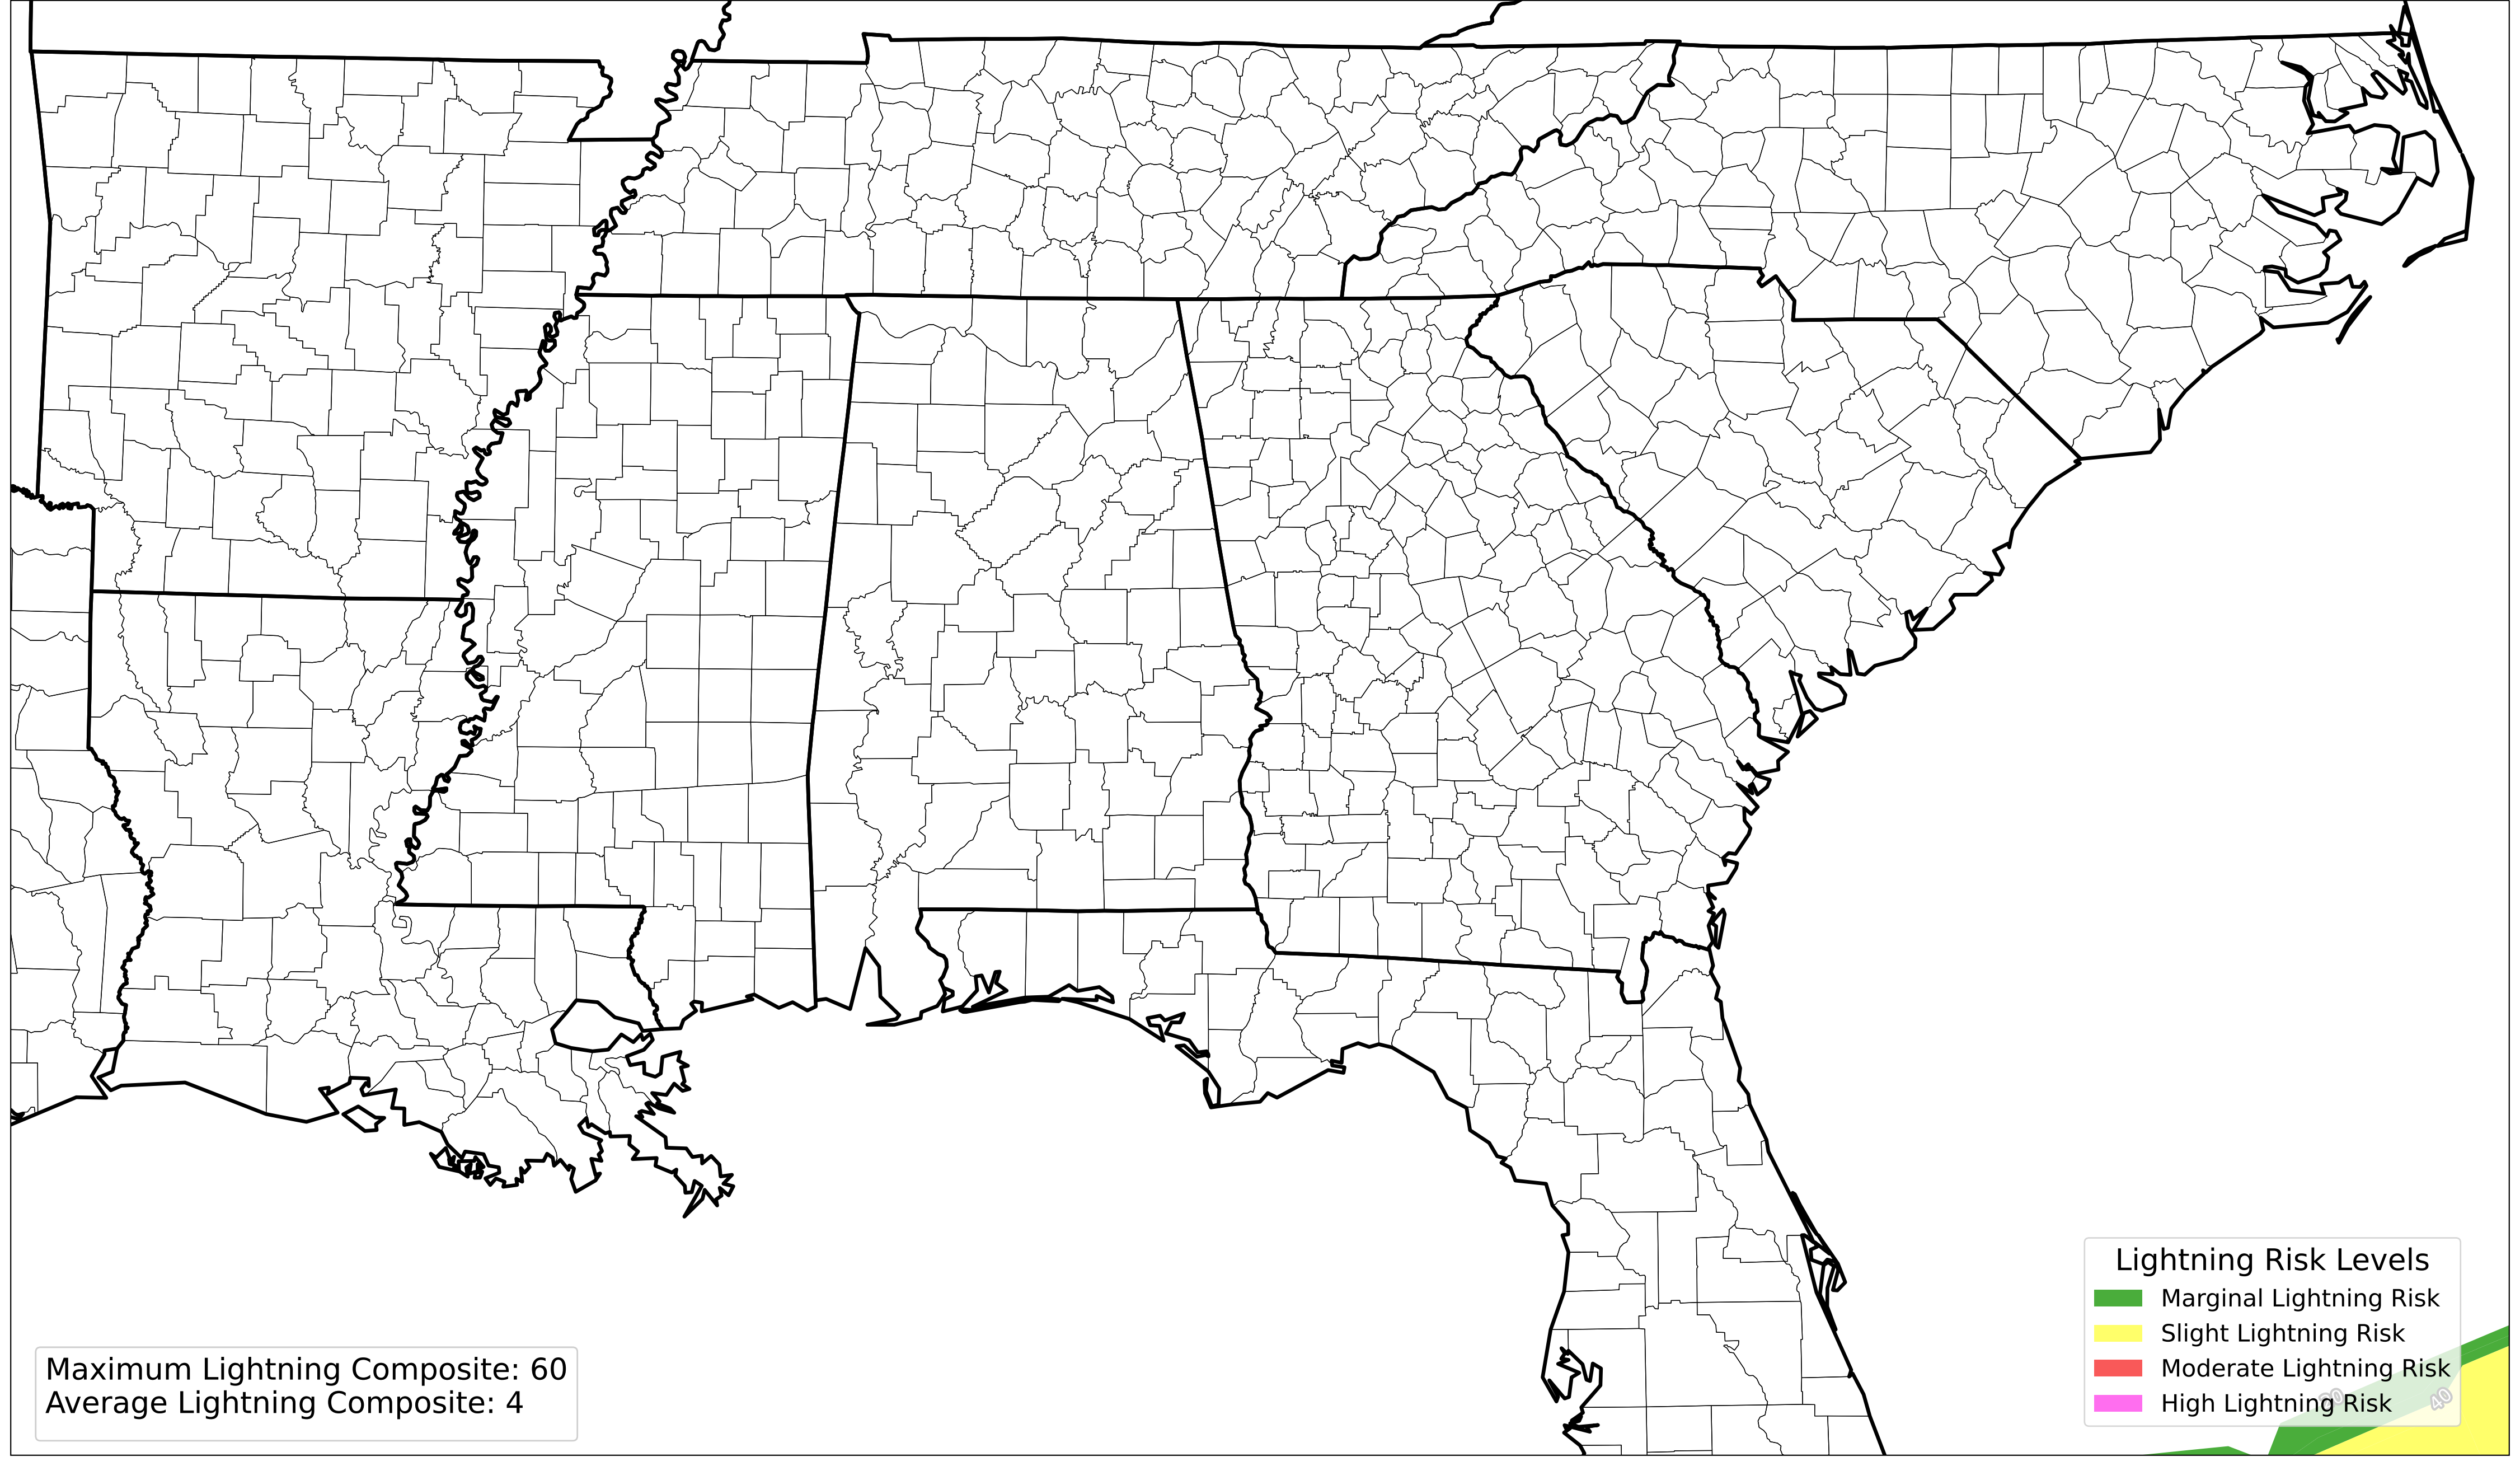 Lightning Risk Levels
Marginal Lightning Risk
Slight Lightning Risk
Moderate Lightning Risk
High Lightning Risk
40
Maximum Lightning Composite: 60
Average Lightning Composite: 4